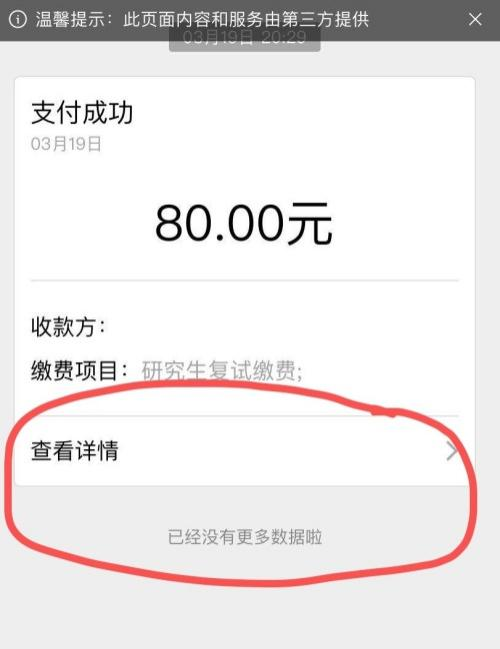 温馨提示：此页面内容和服务由第三方提供
03月19日 20:29
支付成功
03月19日
80.00元
收款方：
缴费项目：研究生复试缴费;
查看详情
已经没有更多数据啦